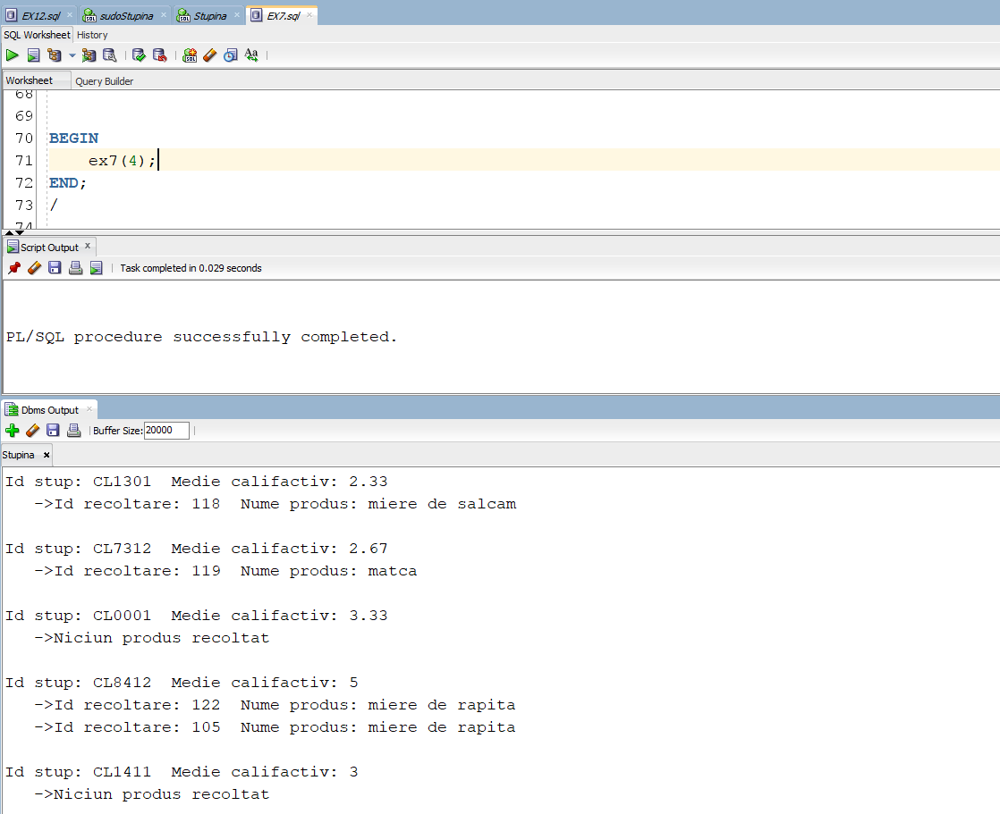 EX12.sql × sudoStupina × Stupina × EX7.sql ×
SQL Worksheet History
Aa
Worksheet Query Builder
68
69
70 BEGIN
71 ex7(4);
72 END;
73 /
74
Script Output ×
Task completed in 0.029 seconds
PL/SQL procedure successfully completed.
Dbms Output ×
Buffer Size: 20000
Stupina ×
Id stup: CL1301  Medie califactiv: 2.33
->Id recoltare: 118  Nume produs: miere de salcam
Id stup: CL7312  Medie califactiv: 2.67
->Id recoltare: 119  Nume produs: matca
Id stup: CL0001  Medie califactiv: 3.33
->Niciun produs recoltat
Id stup: CL8412  Medie califactiv: 5
->Id recoltare: 122  Nume produs: miere de rapita
->Id recoltare: 105  Nume produs: miere de rapita
Id stup: CL1411  Medie califactiv: 3
->Niciun produs recoltat